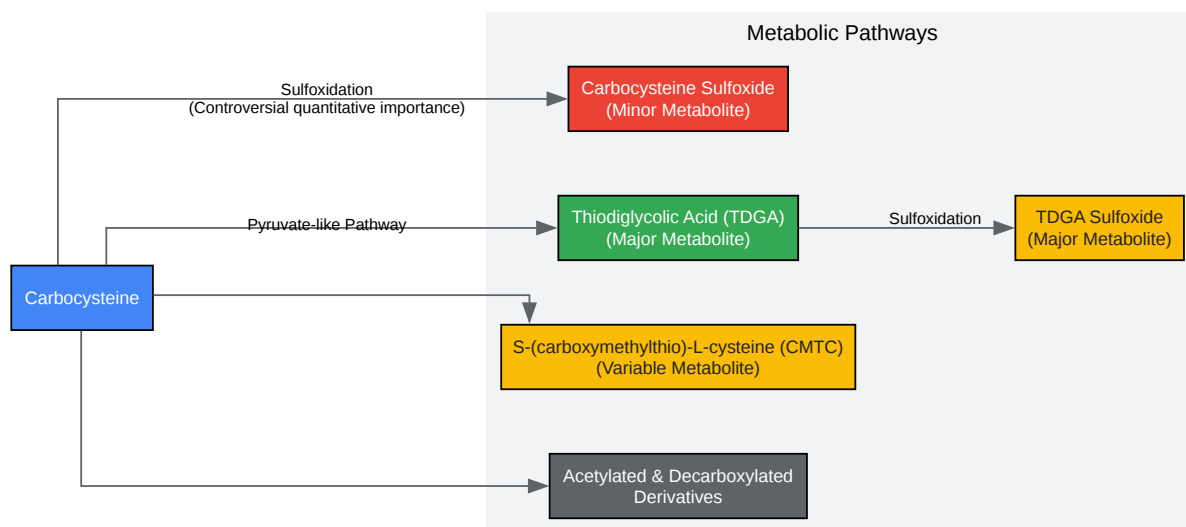 Metabolic Pathways
Sulfoxidation
(Controversial quantitative importance)
Carbocysteine Sulfoxide
(Minor Metabolite)
Pyruvate-like Pathway
Thiodiglycolic Acid (TDGA)
(Major Metabolite)
Sulfoxidation
TDGA Sulfoxide
(Major Metabolite)
Carbocysteine
S-(carboxymethylthio)-L-cysteine (CMTC)
(Variable Metabolite)
Acetylated & Decarboxylated
Derivatives